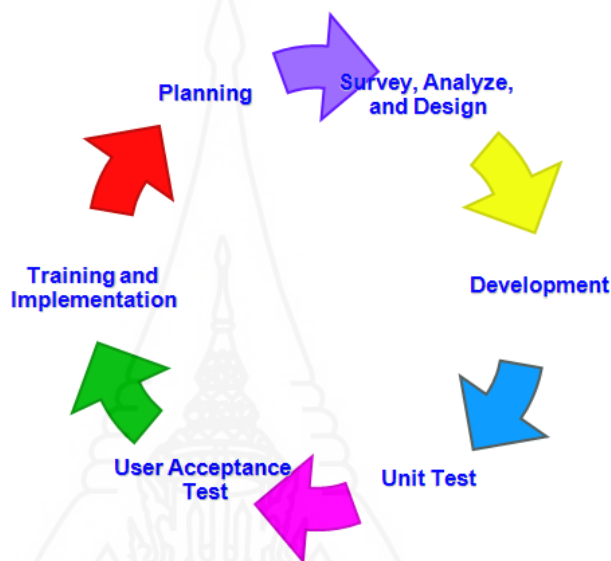 Planning
Survey, Analyze,
and Design
Development
Unit Test
User Acceptance
Test
Training and
Implementation